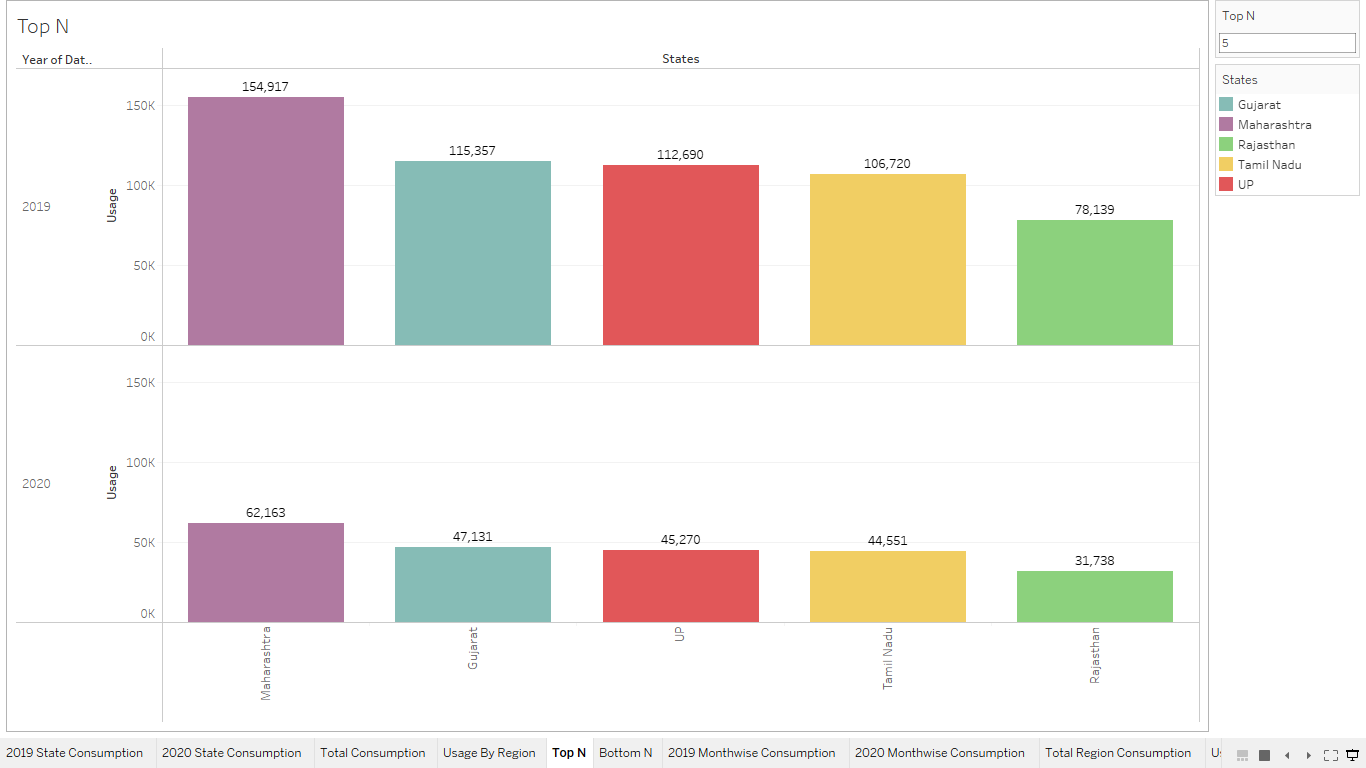 Top N
Year of Dat..
States
2019
Usage
150K
100K
50K
0K
154,917
115,357
112,690
106,720
78,139
2020
Usage
150K
100K
50K
0K
62,163
47,131
45,270
44,551
31,738
Maharashtra
Gujarat
UP
Tamil Nadu
Rajasthan
Top N
5
States
Gujarat
Maharashtra
Rajasthan
Tamil Nadu
UP
2019 State Consumption 2020 State Consumption Total Consumption Usage By Region Top N Bottom N 2019 Monthwise Consumption 2020 Monthwise Consumption Total Region Consumption